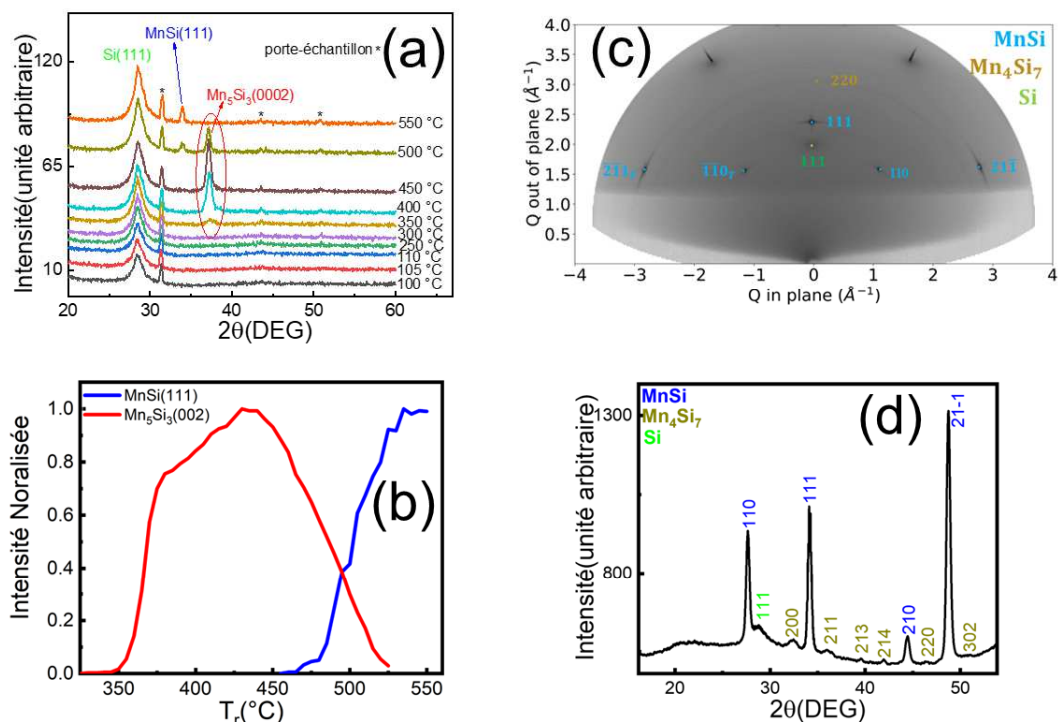 (a)
MnSi(111)
Si(111)
porte-échantillon *
Mn₅Si₃(0002)
*
*
*
550 °C
500 °C
450 °C
400 °C
350 °C
300 °C
250 °C
110 °C
105 °C
100 °C
120
65
10
Intensité(unité arbitraire)
20 30 40 50 60
2θ(DEG)
(c)
MnSi
Mn₄Si₇
Si
220
111
111
1̄1̄0
11̄0
211̄
4.0
3.5
3.0
2.5
2.0
1.5
1.0
0.5
Q out of plane (Å⁻¹)
−4 −3 −2 −1 0 1 2 3 4
Q in plane (Å⁻¹)
(b)
MnSi(111)
Mn₅Si₃(002)
1.0
0.8
0.6
0.4
0.2
0.0
Intensité Noralisée
350 400 450 500 550
Tᵣ(°C)
(d)
MnSi
Mn₄Si₇
Si
110
111
200
111
211
213
214
210
220
21-1
302
1300
800
Intensité(unité arbitraire)
20 30 40 50
2θ(DEG)